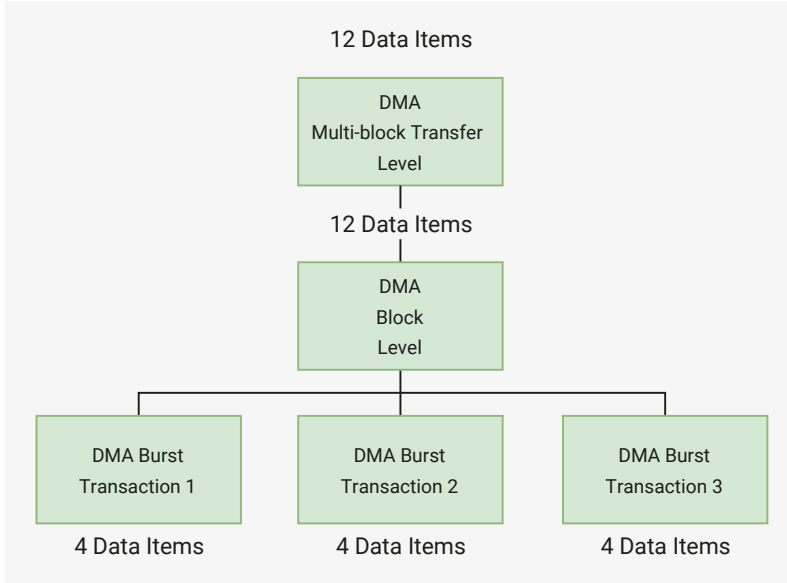 12 Data Items
DMA
Multi-block Transfer
Level
12 Data Items
DMA
Block
Level
DMA Burst
Transaction 1
DMA Burst
Transaction 2
DMA Burst
Transaction 3
4 Data Items
4 Data Items
4 Data Items